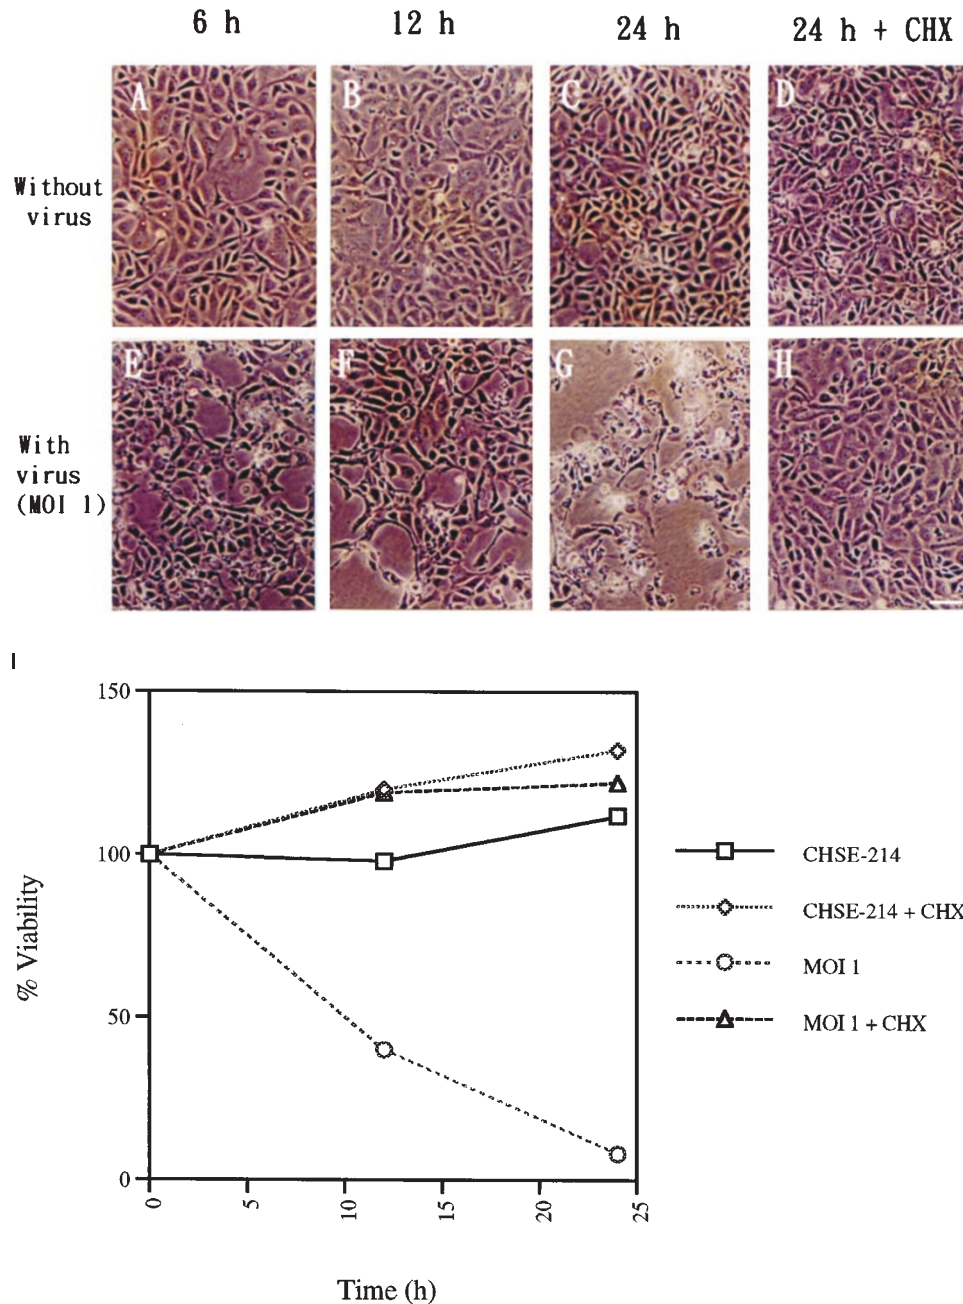 6 h 12 h 24 h 24 h + CHX
A B C D
Without
virus
E F G H
With
virus
(MOI 1)
I
150
100
50
0
% Viability
0 5 10 15 20 25
Time (h)
CHSE-214
CHSE-214 + CHX
MOI 1
MOI 1 + CHX